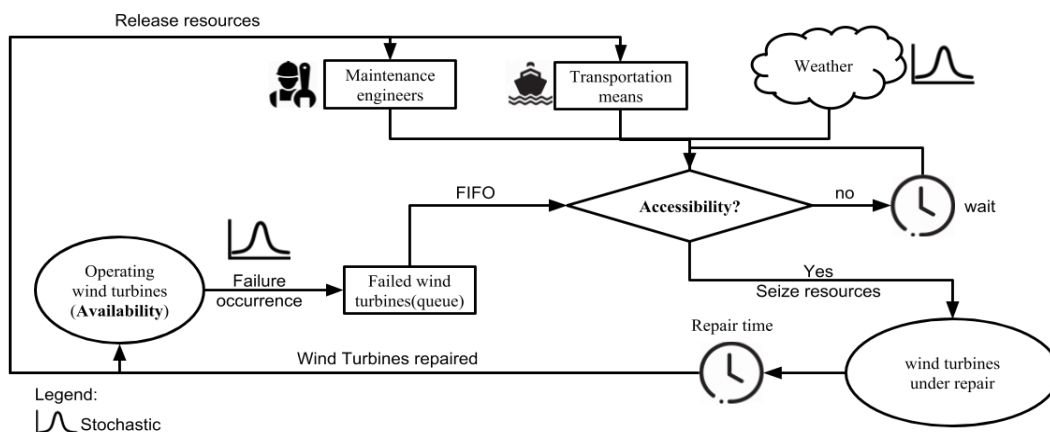 Release resources
Maintenance
engineers
Transportation
means
Weather
FIFO
Accessibility?
no
wait
Operating
wind turbines
(Availability)
Failure
occurrence
Failed wind
turbines(queue)
Yes
Seize resources
Repair time
Wind Turbines repaired
wind turbines
under repair
Legend:
Stochastic